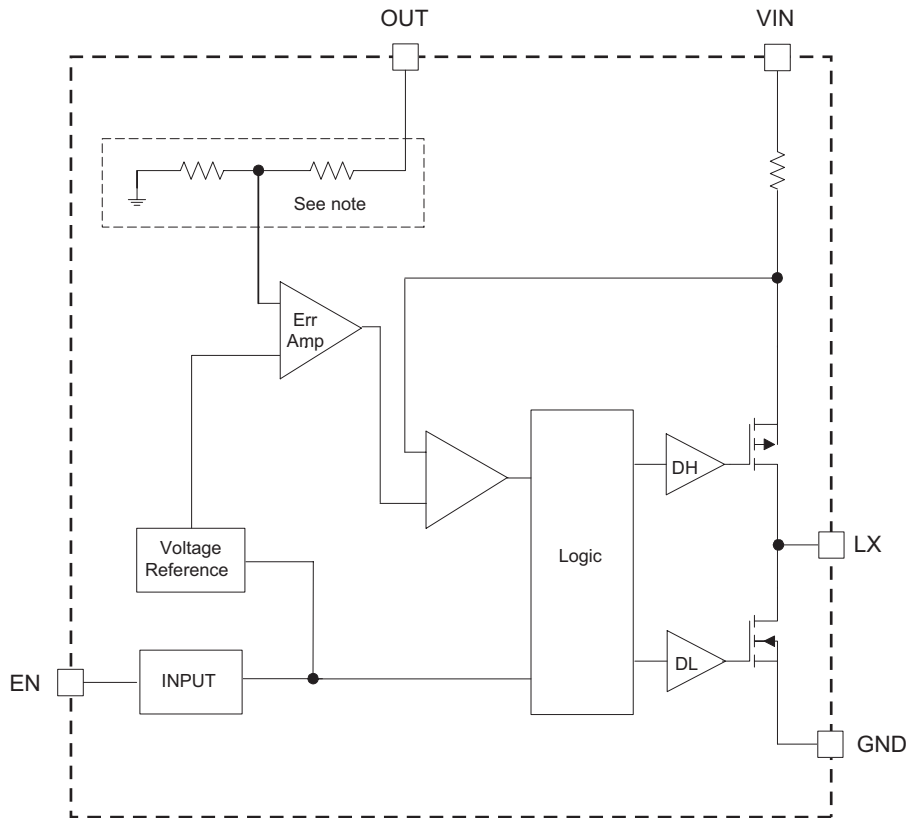 OUT
VIN
See note
Err
Amp
DH
Voltage
Reference
Logic
LX
DL
EN
INPUT
GND